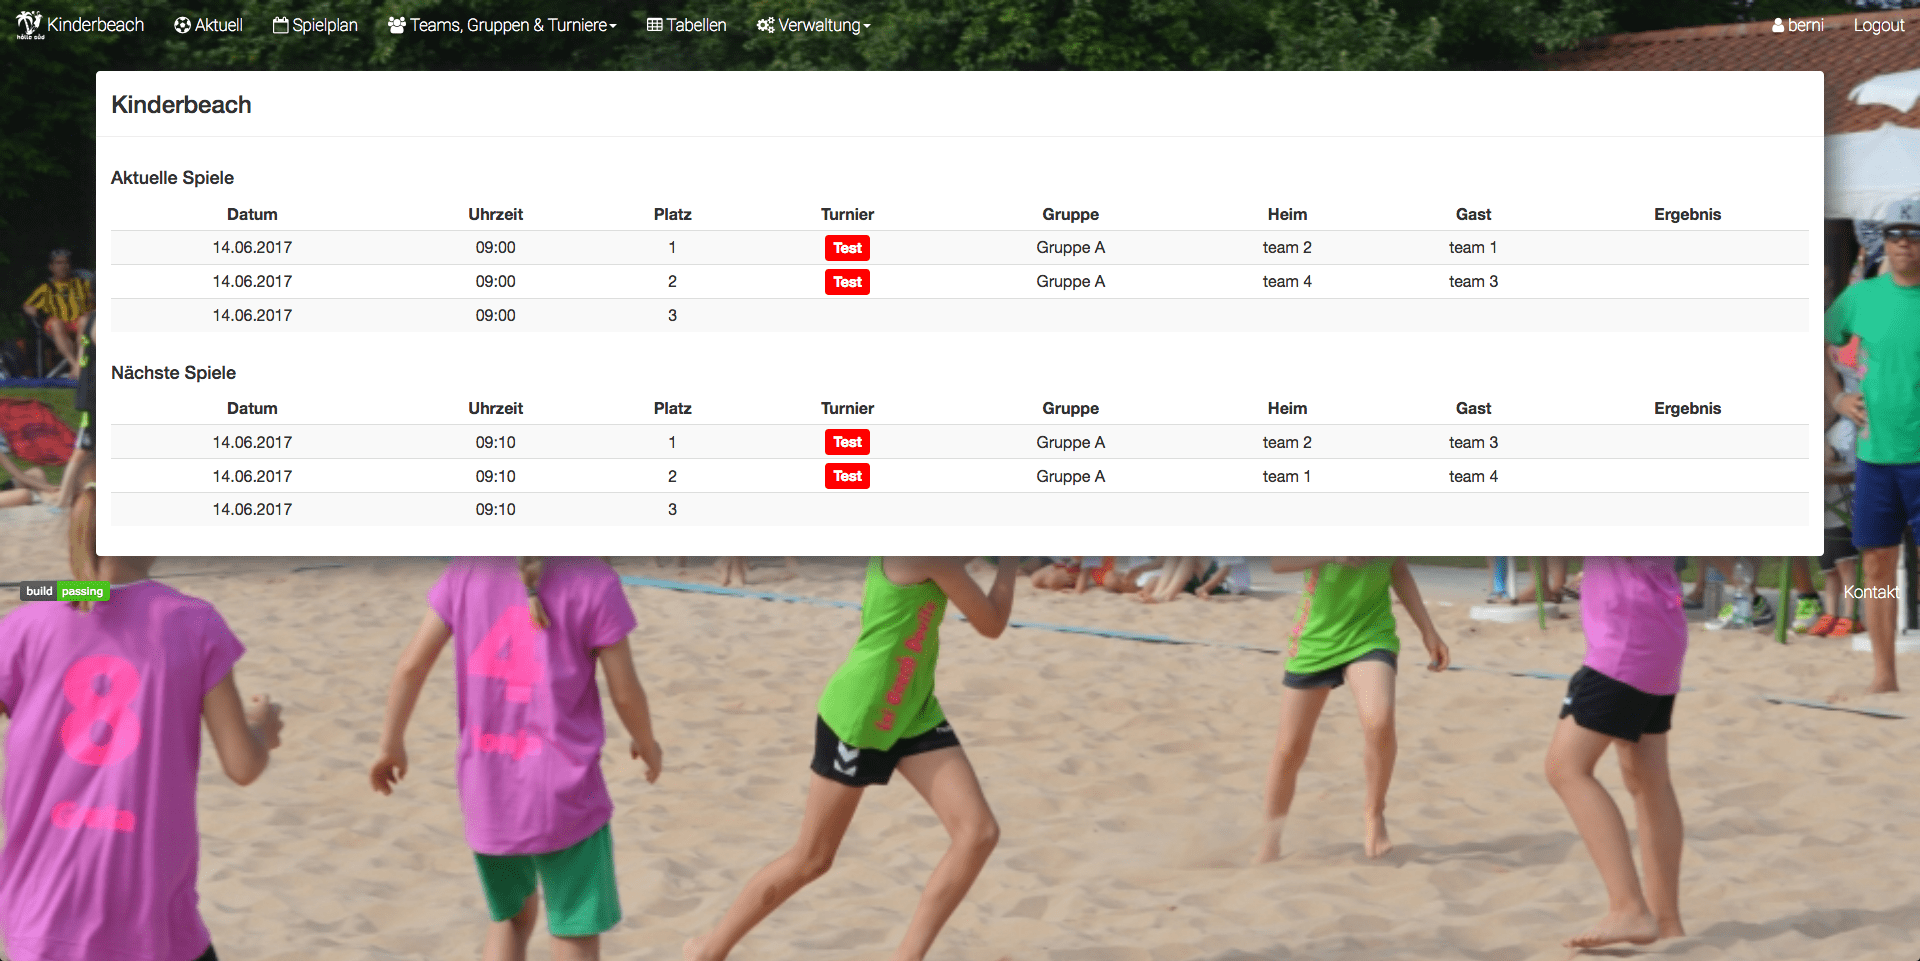 Kinderbeach Aktuell Spielplan Teams, Gruppen & Turniere Tabellen Verwaltung berni Logout
Kinderbeach
Aktuelle Spiele
Datum Uhrzeit Platz Turnier Gruppe Heim Gast Ergebnis
14.06.2017 09:00 1 Test Gruppe A team 2 team 1
14.06.2017 09:00 2 Test Gruppe A team 4 team 3
14.06.2017 09:00 3
Nächste Spiele
Datum Uhrzeit Platz Turnier Gruppe Heim Gast Ergebnis
14.06.2017 09:10 1 Test Gruppe A team 2 team 3
14.06.2017 09:10 2 Test Gruppe A team 1 team 4
14.06.2017 09:10 3
build passing
Kontakt
8
4